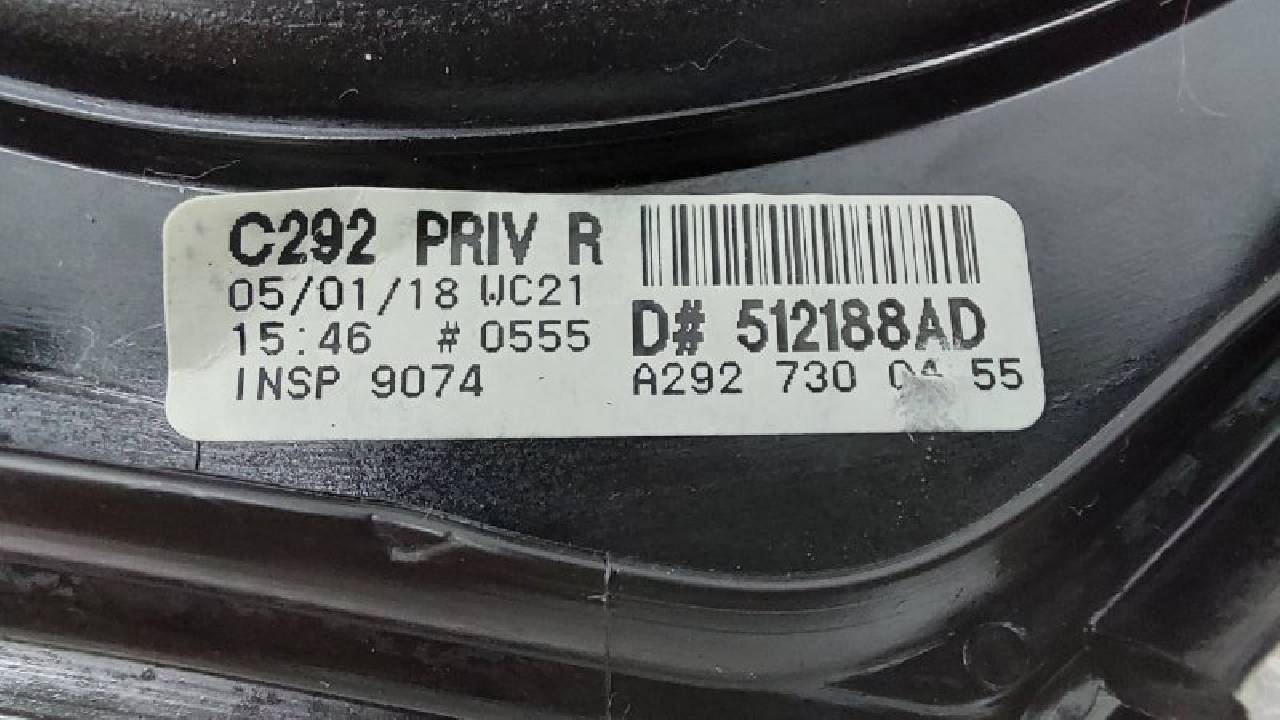 C292 PRIV R
05/01/18 WC21
15:46 # 0555
INSP 9074
D# 512188AD
A292 730 55